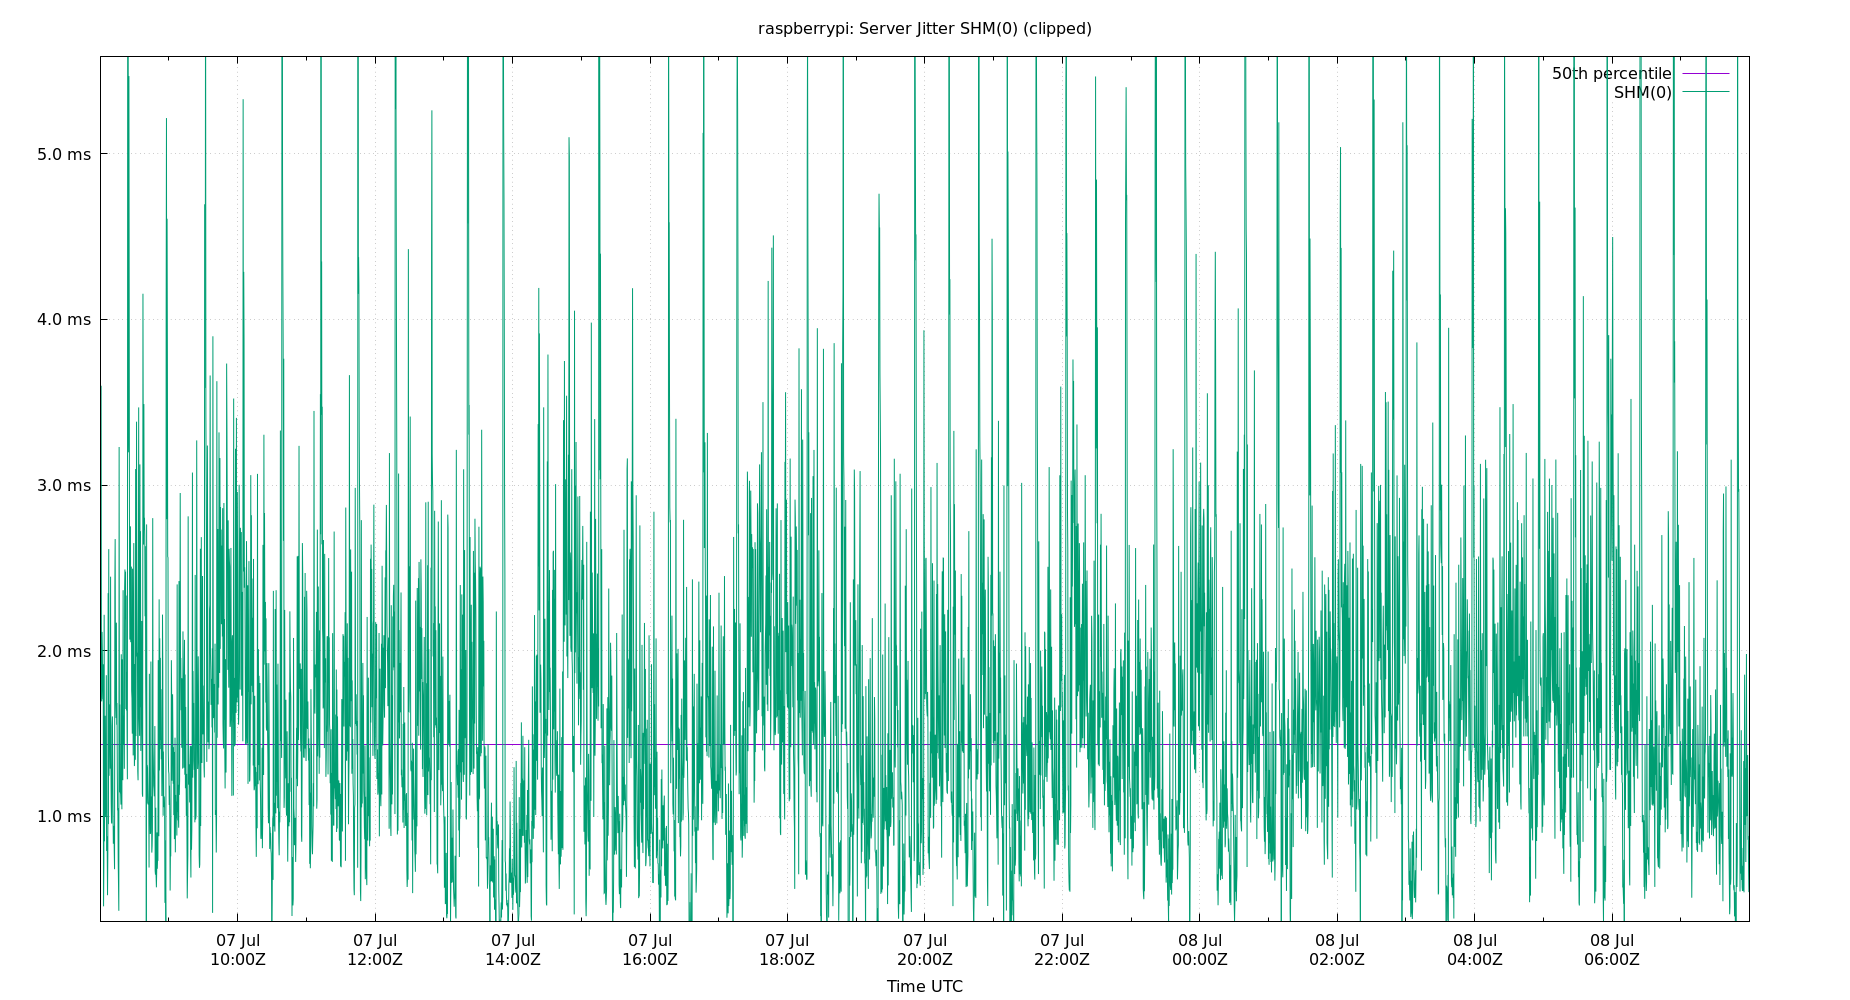 raspberrypi: Server Jitter SHM(0) (clipped)
50th percentile
SHM(0)
5.0 ms
4.0 ms
3.0 ms
2.0 ms
1.0 ms
07 Jul 07 Jul 07 Jul 07 Jul 07 Jul 07 Jul 07 Jul 08 Jul 08 Jul 08 Jul 08 Jul
10:00Z 12:00Z 14:00Z 16:00Z 18:00Z 20:00Z 22:00Z 00:00Z 02:00Z 04:00Z 06:00Z
Time UTC